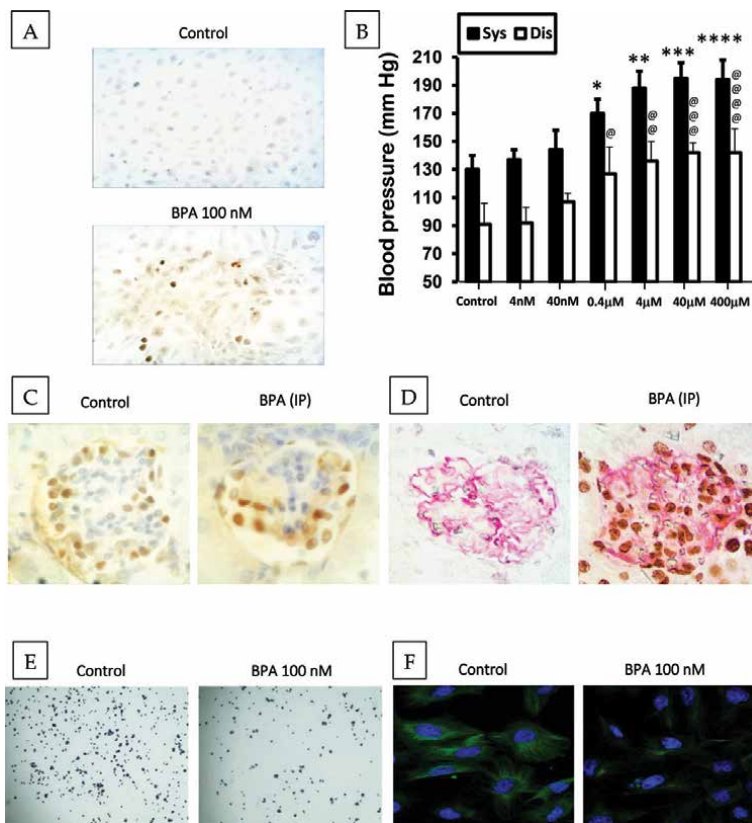 A
Control
BPA 100 nM
B
Sys Dis
Blood pressure (mm Hg)
210
190
170
150
130
110
90
70
50
* ** *** ****
@ @@ @@@ @@@@
Control 4nM 40nM 0.4μM 4μM 40μM 400μM
C
Control BPA (IP)
D
Control BPA (IP)
E
Control BPA 100 nM
F
Control BPA 100 nM